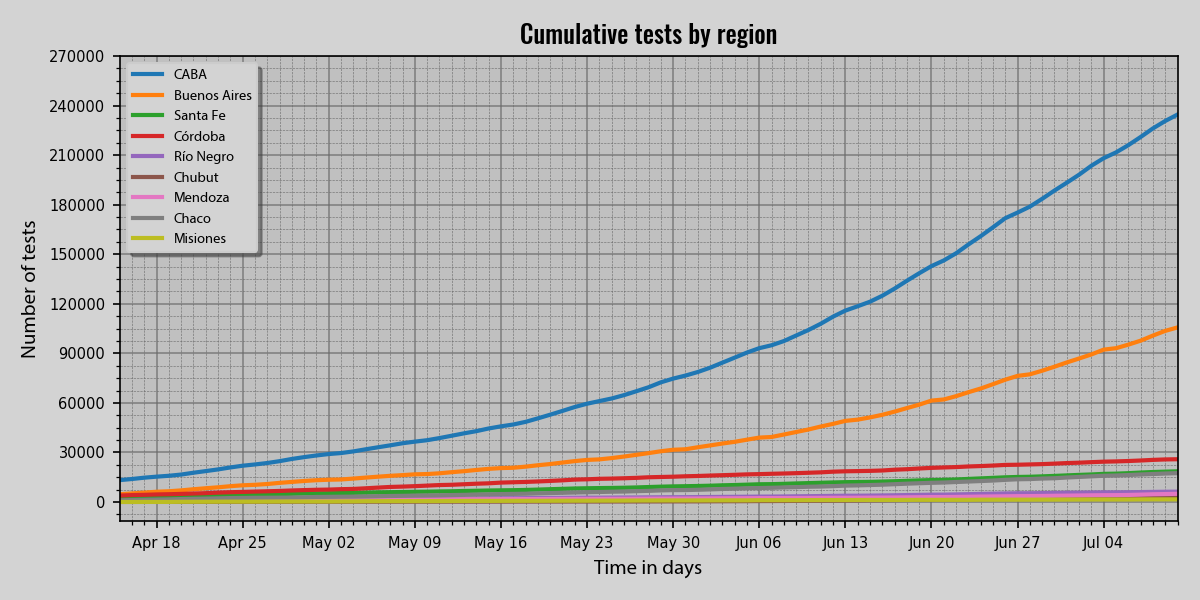 Cumulative tests by region
270000
240000
210000
180000
150000
120000
90000
60000
30000
0
Number of tests
CABA
Buenos Aires
Santa Fe
Córdoba
Río Negro
Chubut
Mendoza
Chaco
Misiones
Apr 18 Apr 25 May 02 May 09 May 16 May 23 May 30 Jun 06 Jun 13 Jun 20 Jun 27 Jul 04
Time in days